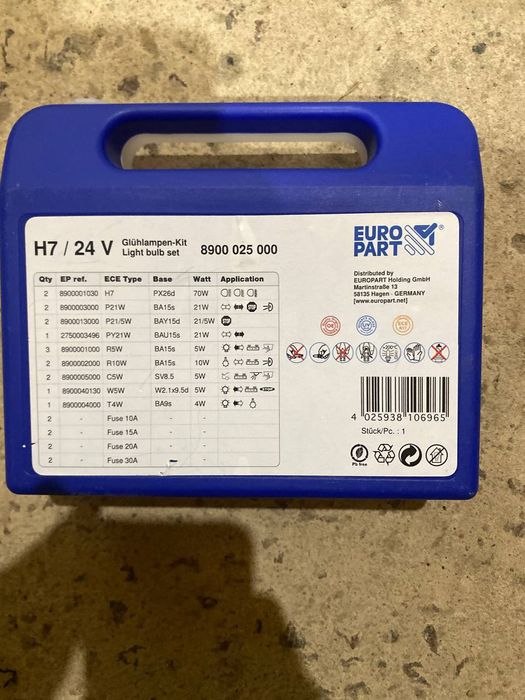 H7 / 24 V Glühlampen-Kit
Light bulb set
8900 025 000
EURO
PART
®
Distributed by
EUROPART Holding GmbH
Martinstraße 13
58135 Hagen - GERMANY
[www.europart.net]
Qty EP ref. ECE Type Base Watt Application
2 8900001030 H7 PX26d 70W
2 8900003000 P21W BA15s 21W
2 8900013000 P21/5W BAY15d 21/5W STOP
1 2750003496 PY21W BAU15s 21W
3 8900001000 R5W BA15s 5W
2 8900002000 R10W BA15s 10W
2 8900005000 C5W SV8.5 5W
1 8900040130 W5W W2.1x9.5d 5W
1 8900004000 T4W BA9s 4W
2 - Fuse 10A - -
2 - Fuse 15A - -
2 - Fuse 20A - -
2 - Fuse 30A - -
OE
UV
ECE
4 025938 106965
Stück/Pc. : 1
Pb free